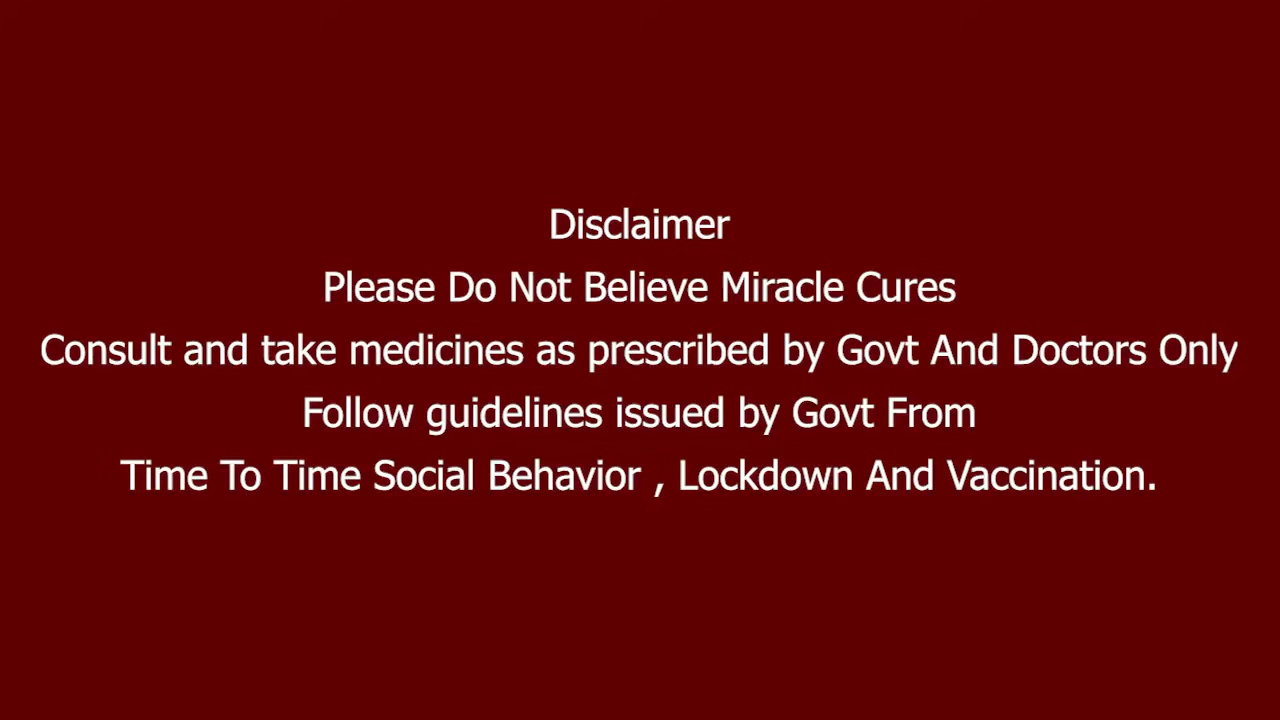 Disclaimer
Please Do Not Believe Miracle Cures
Consult and take medicines as prescribed by Govt And Doctors Only
Follow guidelines issued by Govt From
Time To Time Social Behavior , Lockdown And Vaccination.